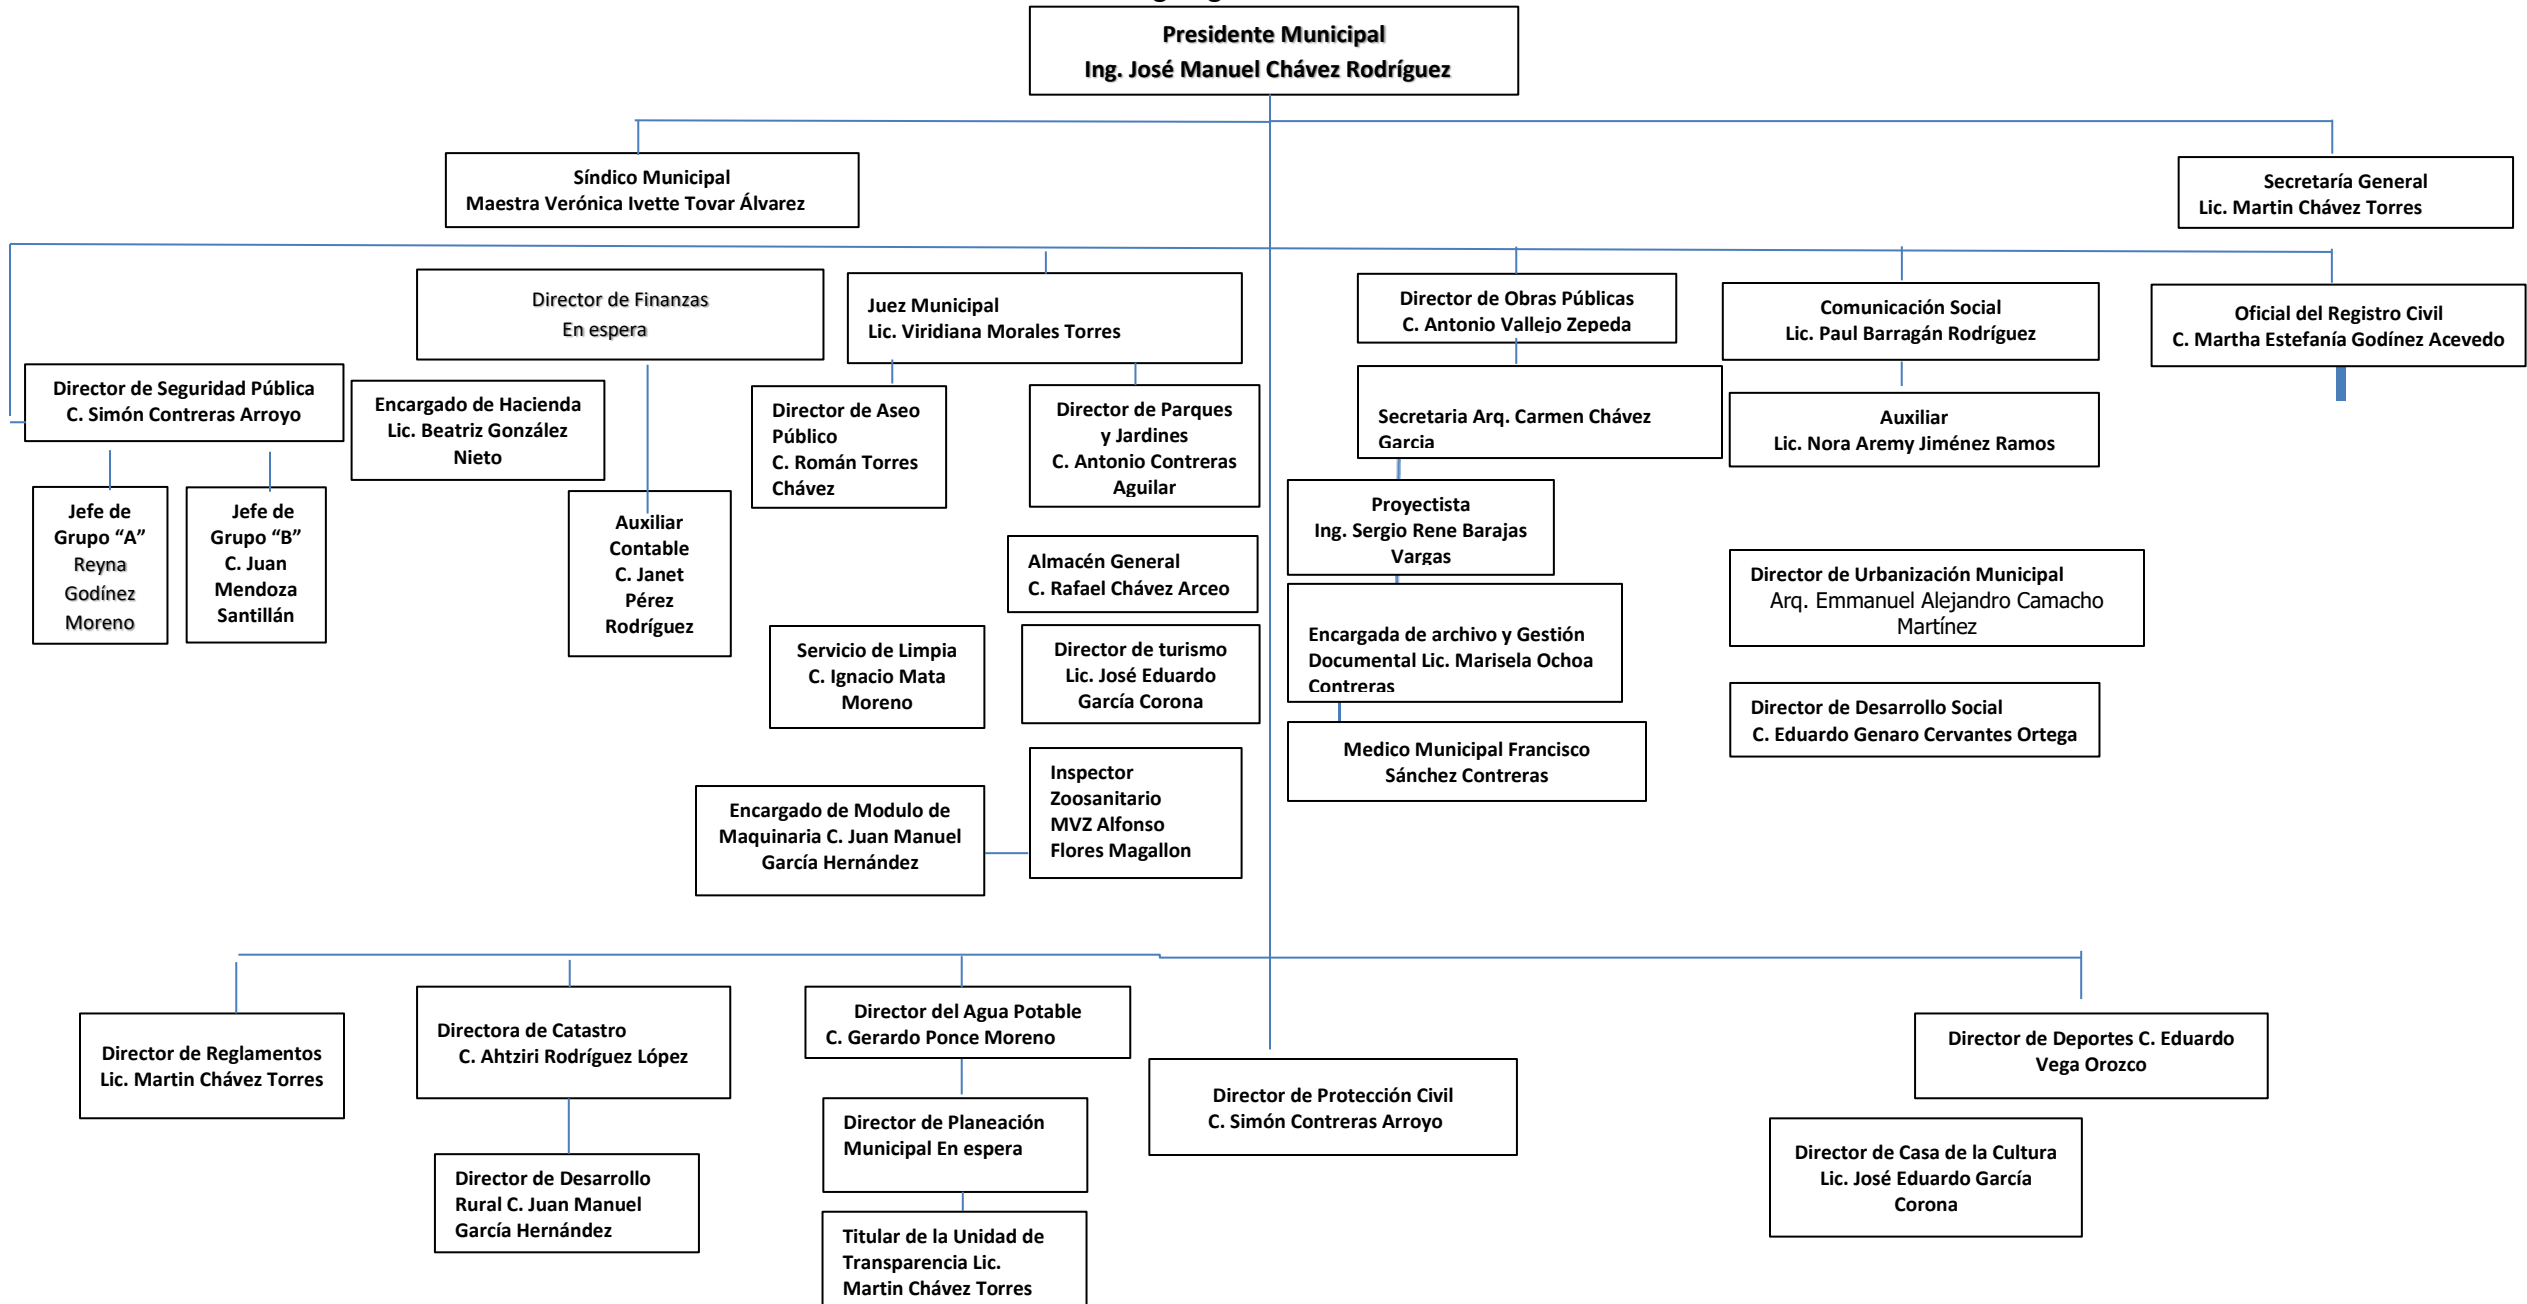 Presidente Municipal
Ing. José Manuel Chávez Rodríguez
Síndico Municipal
Maestra Verónica Ivette Tovar Álvarez
Secretaría General
Lic. Martin Chávez Torres
Director de Finanzas
En espera
Juez Municipal
Lic. Viridiana Morales Torres
Director de Obras Públicas
C. Antonio Vallejo Zepeda
Comunicación Social
Lic. Paul Barragán Rodríguez
Oficial del Registro Civil
C. Martha Estefanía Godínez Acevedo
Director de Seguridad Pública
C. Simón Contreras Arroyo
Encargado de Hacienda
Lic. Beatriz González
Nieto
Director de Aseo
Público
C. Román Torres
Chávez
Director de Parques
y Jardines
C. Antonio Contreras
Aguilar
Secretaria Arq. Carmen Chávez
Garcia
Auxiliar
Lic. Nora Aremy Jiménez Ramos
Jefe de
Grupo “A”
Reyna
Godínez
Moreno
Jefe de
Grupo “B”
C. Juan
Mendoza
Santillán
Auxiliar
Contable
C. Janet
Pérez
Rodríguez
Proyectista
Ing. Sergio Rene Barajas
Vargas
Almacén General
C. Rafael Chávez Arceo
Director de Urbanización Municipal
Arq. Emmanuel Alejandro Camacho
Martínez
Servicio de Limpia
C. Ignacio Mata
Moreno
Director de turismo
Lic. José Eduardo
García Corona
Encargada de archivo y Gestión
Documental Lic. Marisela Ochoa
Contreras
Director de Desarrollo Social
C. Eduardo Genaro Cervantes Ortega
Medico Municipal Francisco
Sánchez Contreras
Encargado de Modulo de
Maquinaria C. Juan Manuel
García Hernández
Inspector
Zoosanitario
MVZ Alfonso
Flores Magallon
Director de Reglamentos
Lic. Martin Chávez Torres
Directora de Catastro
C. Ahtziri Rodríguez López
Director del Agua Potable
C. Gerardo Ponce Moreno
Director de Protección Civil
C. Simón Contreras Arroyo
Director de Deportes C. Eduardo
Vega Orozco
Director de Desarrollo
Rural C. Juan Manuel
García Hernández
Director de Planeación
Municipal En espera
Director de Casa de la Cultura
Lic. José Eduardo García
Corona
Titular de la Unidad de
Transparencia Lic.
Martin Chávez Torres